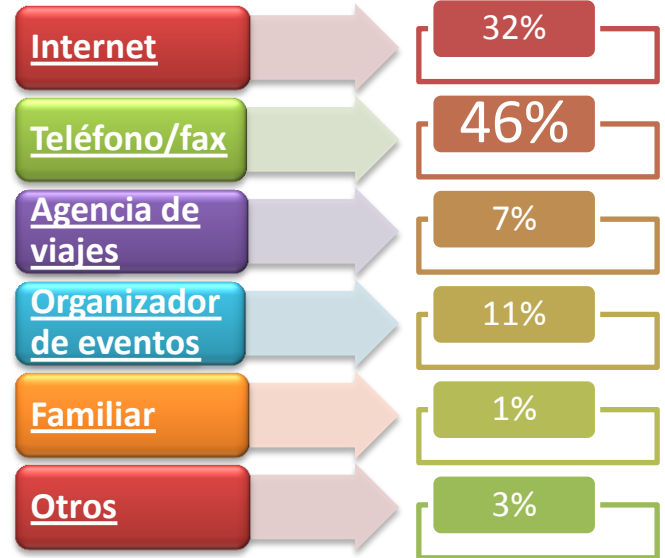 Internet
32%
Teléfono/fax
46%
Agencia de
viajes
7%
Organizador
de eventos
11%
Familiar
1%
Otros
3%